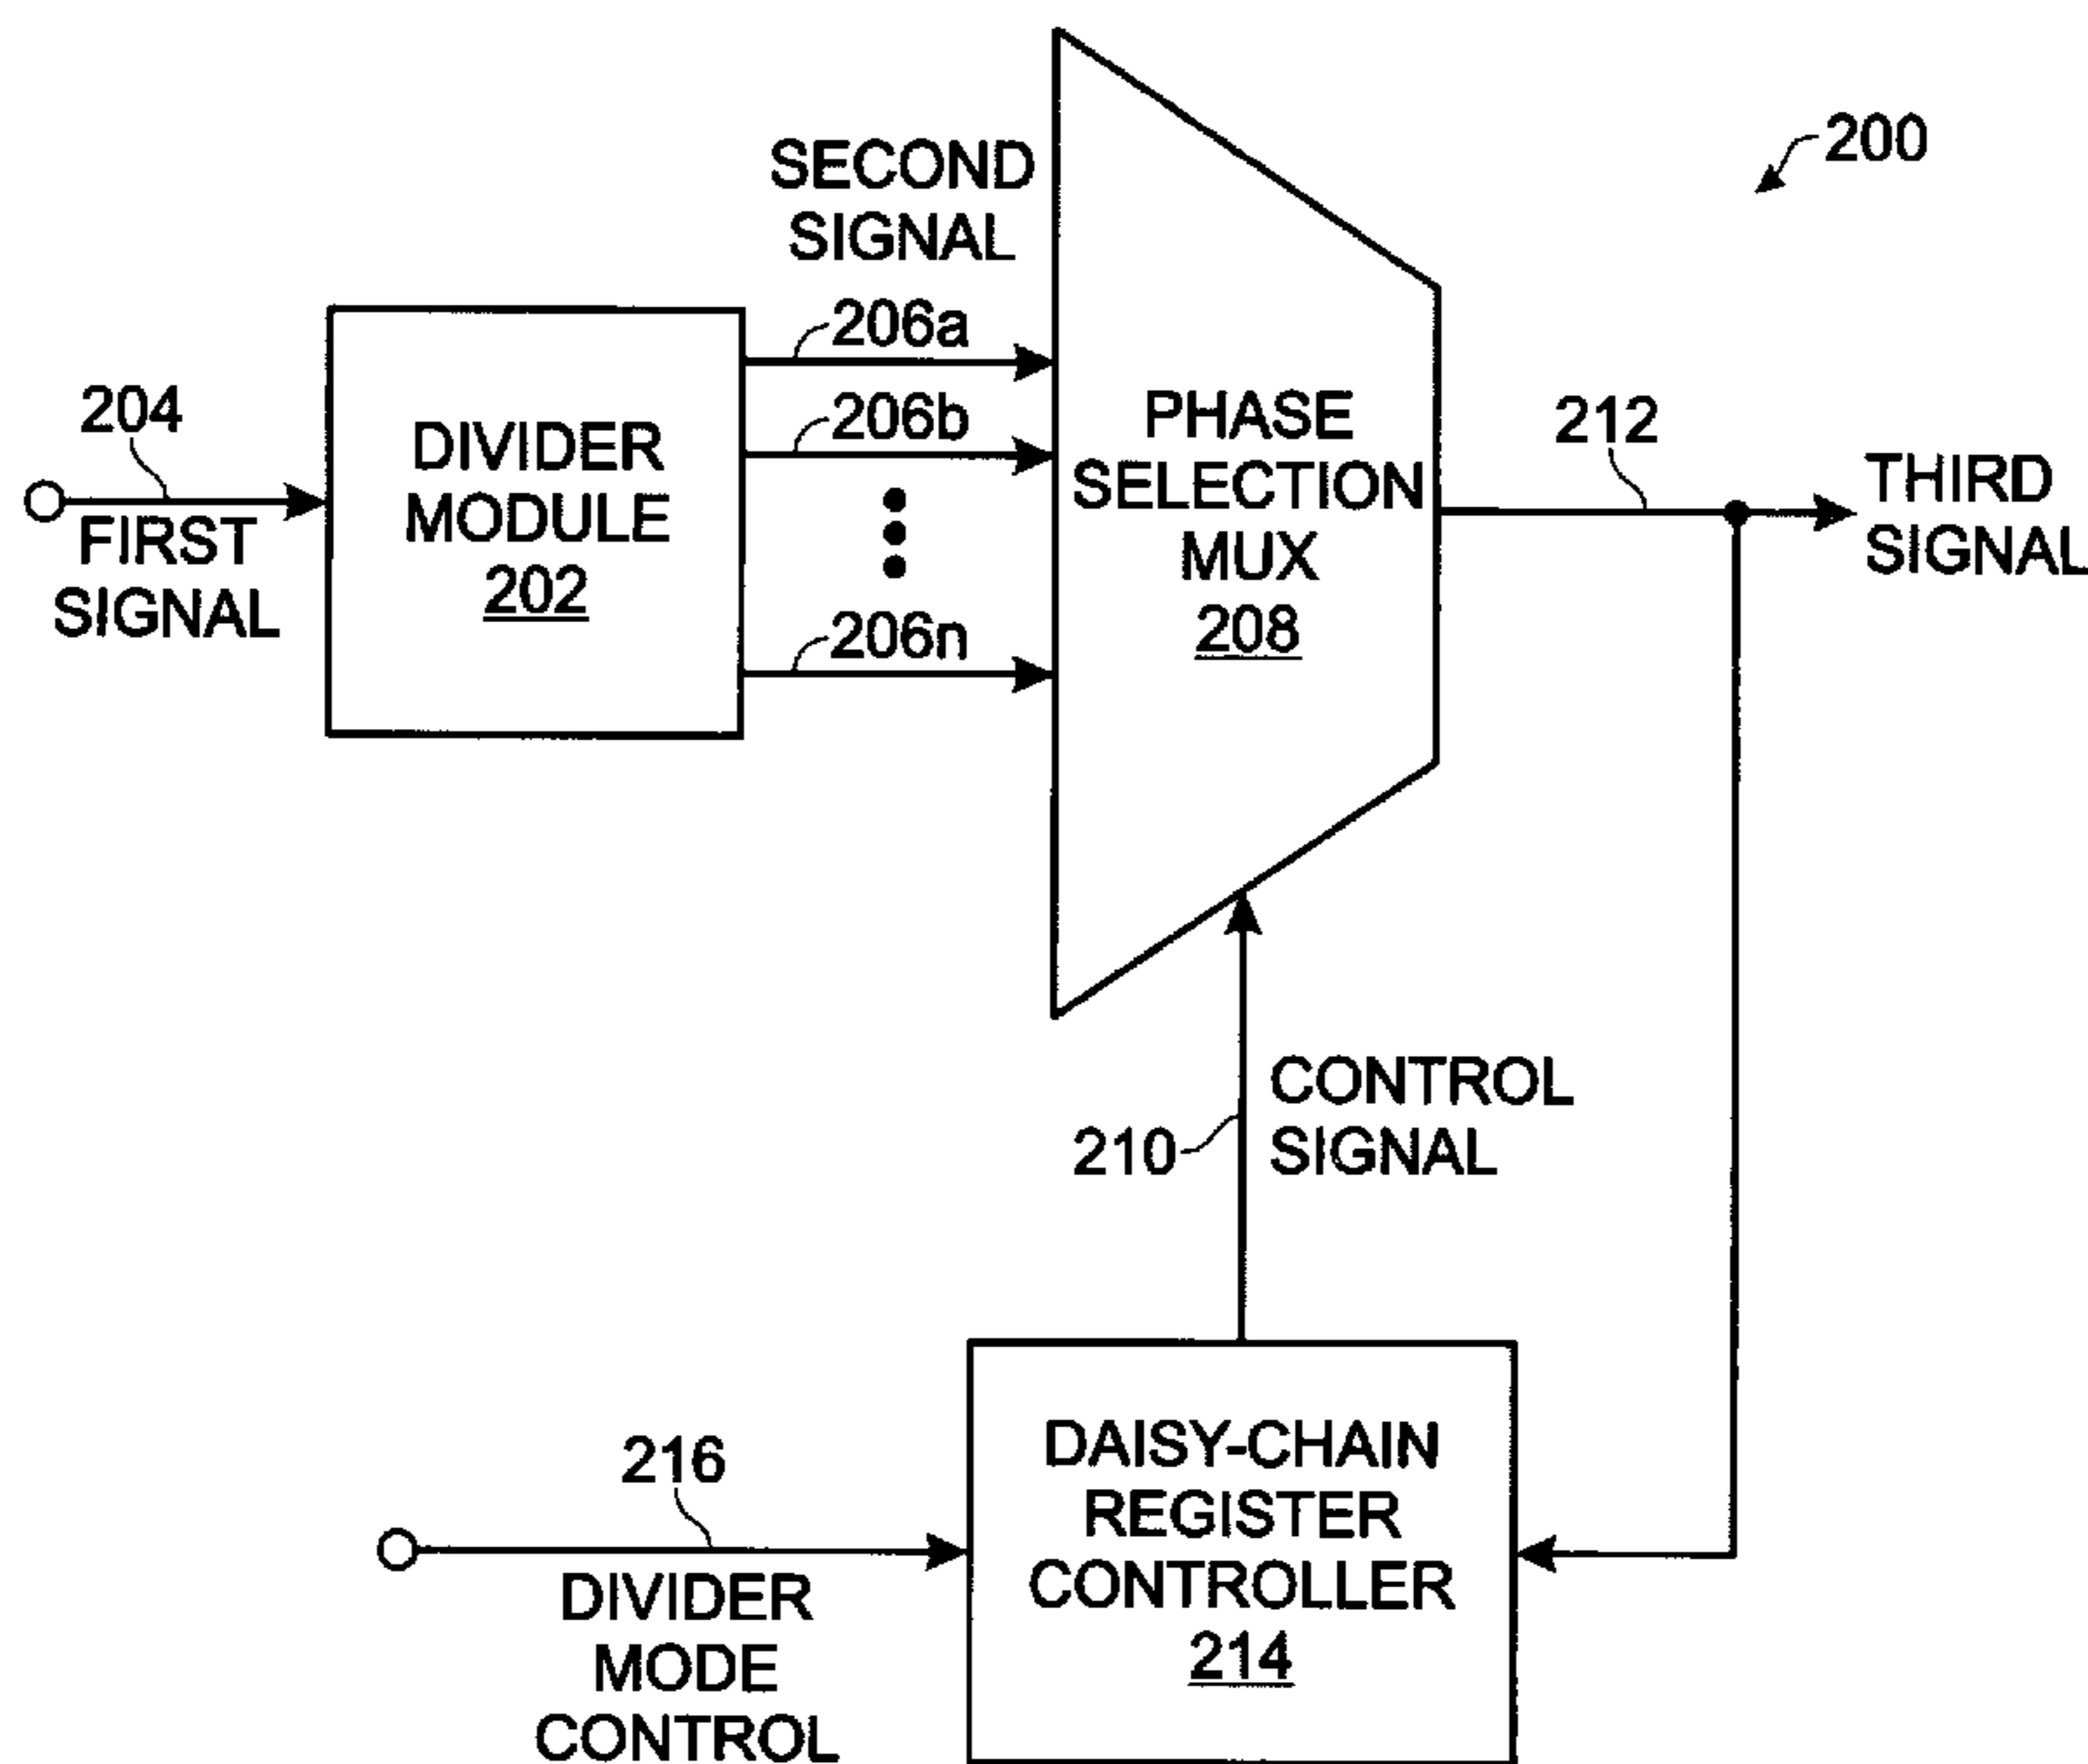 200
SECOND
SIGNAL
206a
206b
206n
204
FIRST
SIGNAL
DIVIDER
MODULE
202
PHASE
SELECTION
MUX
208
212
THIRD
SIGNAL
210
CONTROL
SIGNAL
216
DIVIDER
MODE
CONTROL
DAISY-CHAIN
REGISTER
CONTROLLER
214